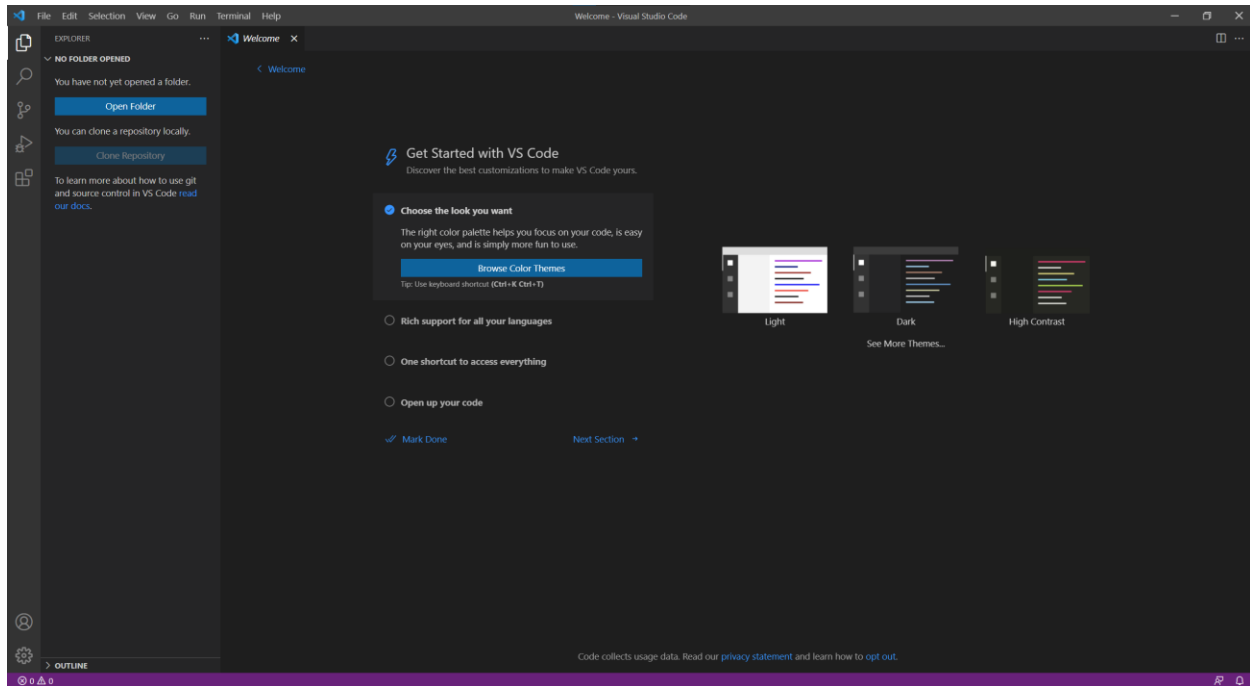 File Edit Selection View Go Run Terminal Help
Welcome - Visual Studio Code
EXPLORER
Welcome
NO FOLDER OPENED
You have not yet opened a folder.
Open Folder
You can clone a repository locally.
Clone Repository
To learn more about how to use git
and source control in VS Code read
our docs.
OUTLINE
Welcome
Get Started with VS Code
Discover the best customizations to make VS Code yours.
Choose the look you want
The right color palette helps you focus on your code, is easy
on your eyes, and is simply more fun to use.
Browse Color Themes
Tip: Use keyboard shortcut (Ctrl+K Ctrl+T)
Rich support for all your languages
One shortcut to access everything
Open up your code
Mark Done
Next Section
Light
Dark
High Contrast
See More Themes...
Code collects usage data. Read our privacy statement and learn how to opt out.
0 0